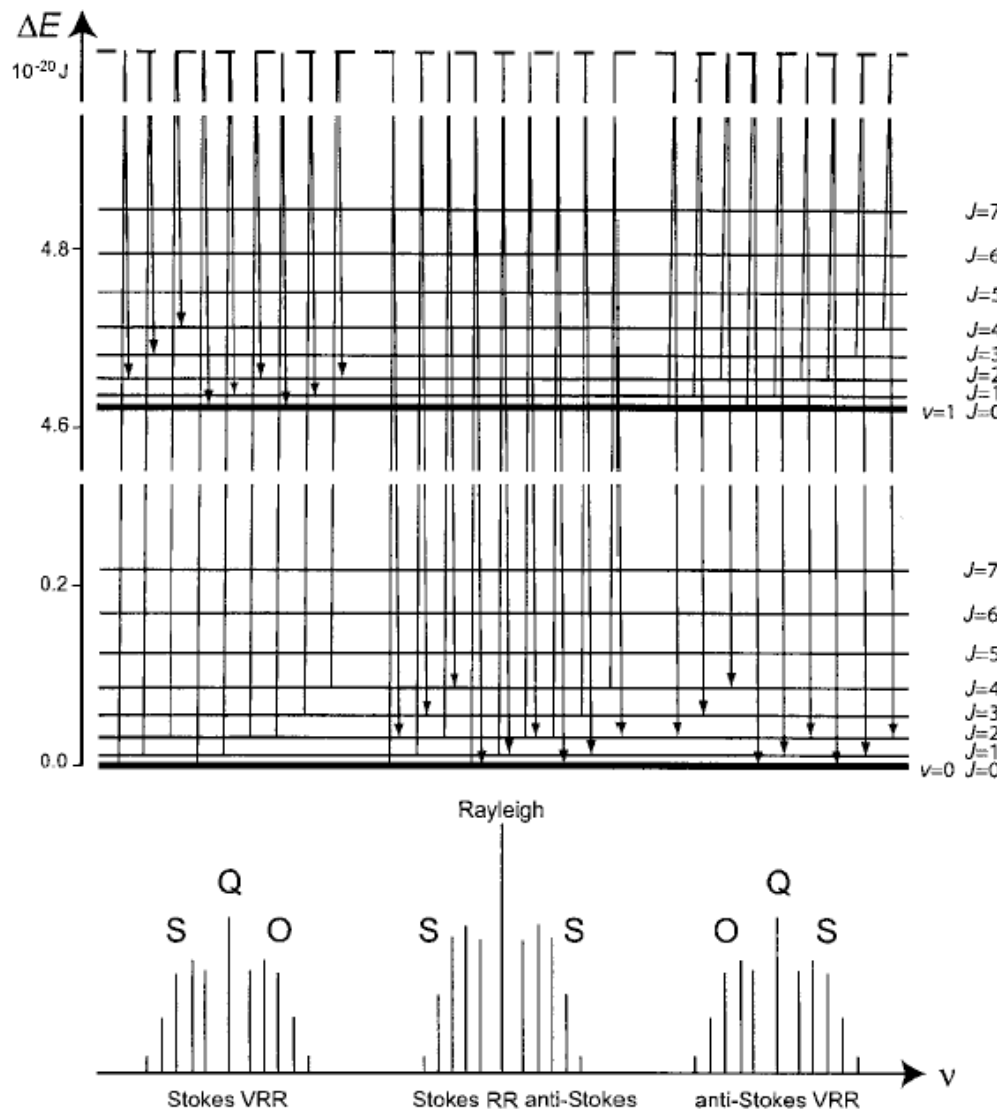 ΔE
10⁻²⁰J
J=7
4.8
J=6
J=5
J=4
J=3
J=2
J=1
v=1 J=0
4.6
J=7
0.2
J=6
J=5
J=4
J=3
J=2
J=1
0.0
v=0 J=0
Rayleigh
Q Q
S O S S O S
ν
Stokes VRR Stokes RR anti-Stokes anti-Stokes VRR